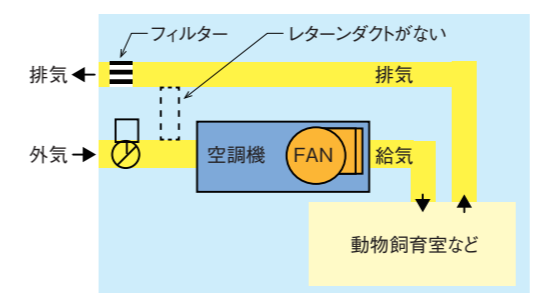 フィルター
レターンダクトがない
排気
排気
外気
空調機
FAN
給気
動物飼育室など